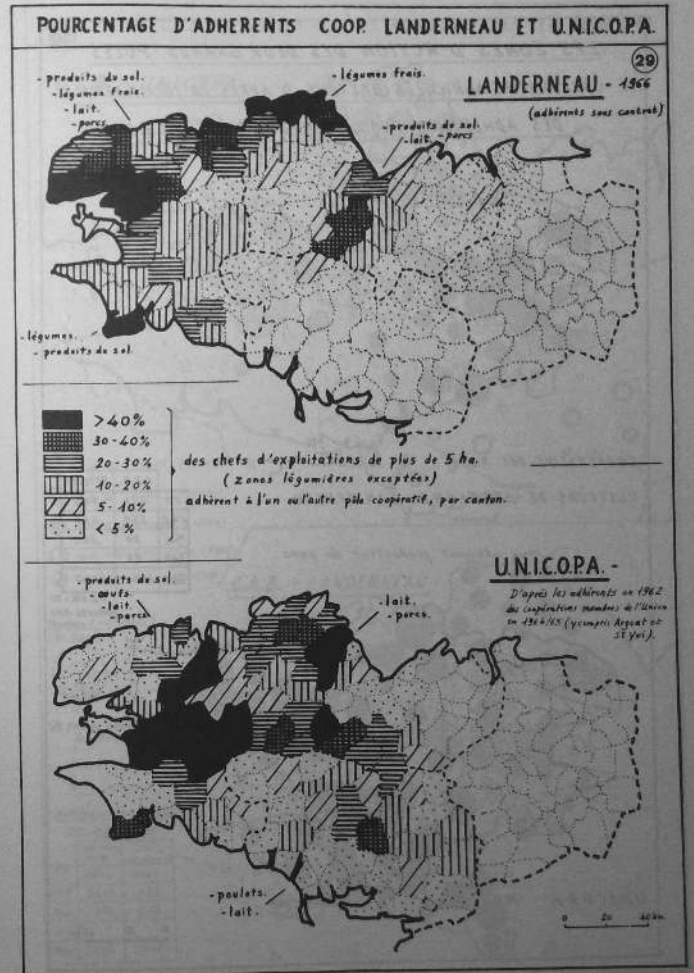 POURCENTAGE D'ADHERENTS COOP. LANDERNEAU ET U.N.I.C.O.P.A.
29
LANDERNEAU - 1966
(adhérents sous contrat)
- produits du sol.
- légumes frais.
- lait.
- porcs.
- légumes frais.
- produits du sol.
- lait. - porcs
- légumes.
- produits du sol.
>40%
30-40%
20-30%
10-20%
5-10%
< 5%
des chefs d'exploitations de plus de 5 ha.
(zones légumières exceptées)
adhèrent à l'un ou l'autre pôle coopératif, par canton.
U.N.I.C.O.P.A. -
D'après les adhérents en 1962
des coopératives membres de l'Union
en 1964/65 (y compris Argoat et
St Yvi).
- produits du sol.
- œufs.
- lait.
- porcs
- lait.
- porcs.
- poulets.
- lait.
0 20 40 km.